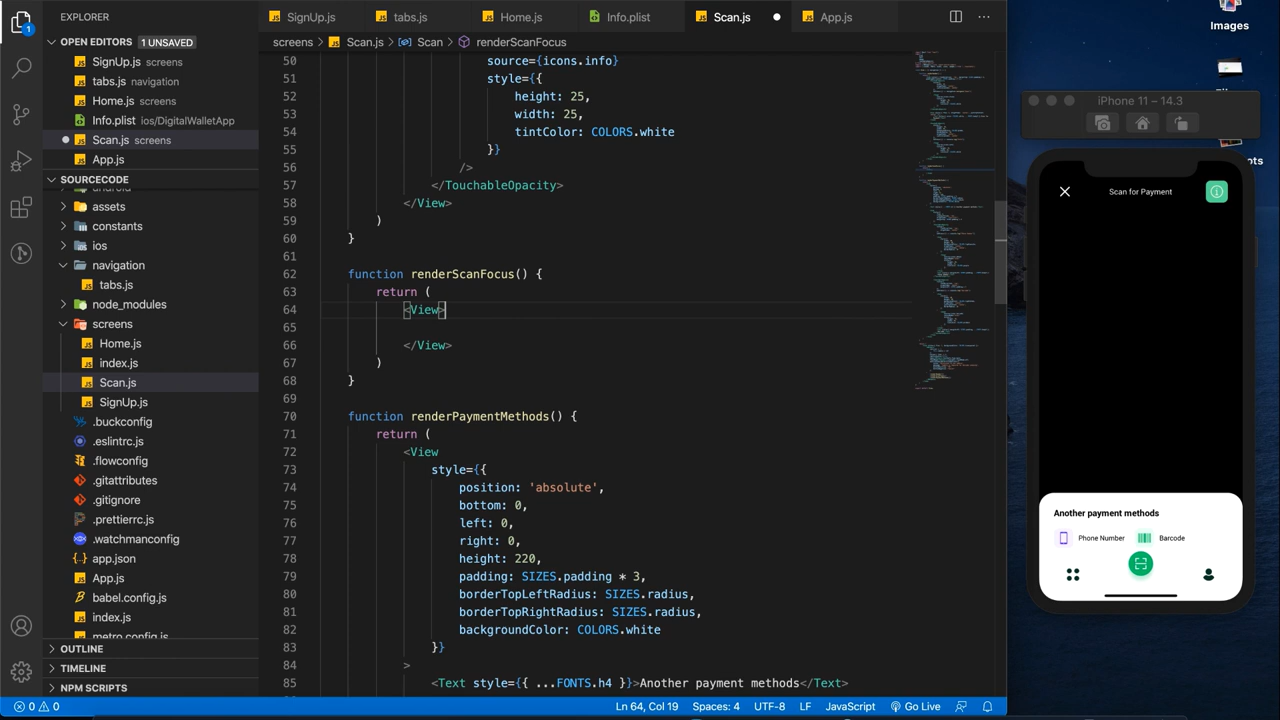 EXPLORER
OPEN EDITORS 1 UNSAVED
SignUp.js screens
tabs.js navigation
Home.js screens
Info.plist ios/DigitalWalletApp
Scan.js screens
App.js
SOURCECODE
assets
constants
ios
navigation
tabs.js
node_modules
screens
Home.js
index.js
Scan.js
SignUp.js
.buckconfig
.eslintrc.js
.flowconfig
.gitattributes
.gitignore
.prettierrc.js
.watchmanconfig
app.json
App.js
babel.config.js
index.js
metro.config.js
OUTLINE
TIMELINE
NPM SCRIPTS
SignUp.js tabs.js Home.js Info.plist Scan.js App.js
screens > Scan.js > Scan > renderScanFocus
50 source={icons.info}
51 style={{
52 height: 25,
53 width: 25,
54 tintColor: COLORS.white
55 }}
56 />
57 </TouchableOpacity>
58 </View>
59 )
60 }
61
62 function renderScanFocus() {
63 return (
64 <View>
65
66 </View>
67 )
68 }
69
70 function renderPaymentMethods() {
71 return (
72 <View
73 style={{
74 position: 'absolute',
75 bottom: 0,
76 left: 0,
77 right: 0,
78 height: 220,
79 padding: SIZES.padding * 3,
80 borderTopLeftRadius: SIZES.radius,
81 borderTopRightRadius: SIZES.radius,
82 backgroundColor: COLORS.white
83 }}
84 >
85 <Text style={{ ...FONTS.h4 }}>Another payment methods</Text>
0 0 Ln 64, Col 19 Spaces: 4 UTF-8 LF JavaScript Go Live
Images
iPhone 11 – 14.3
Scan for Payment
Another payment methods
Phone Number Barcode